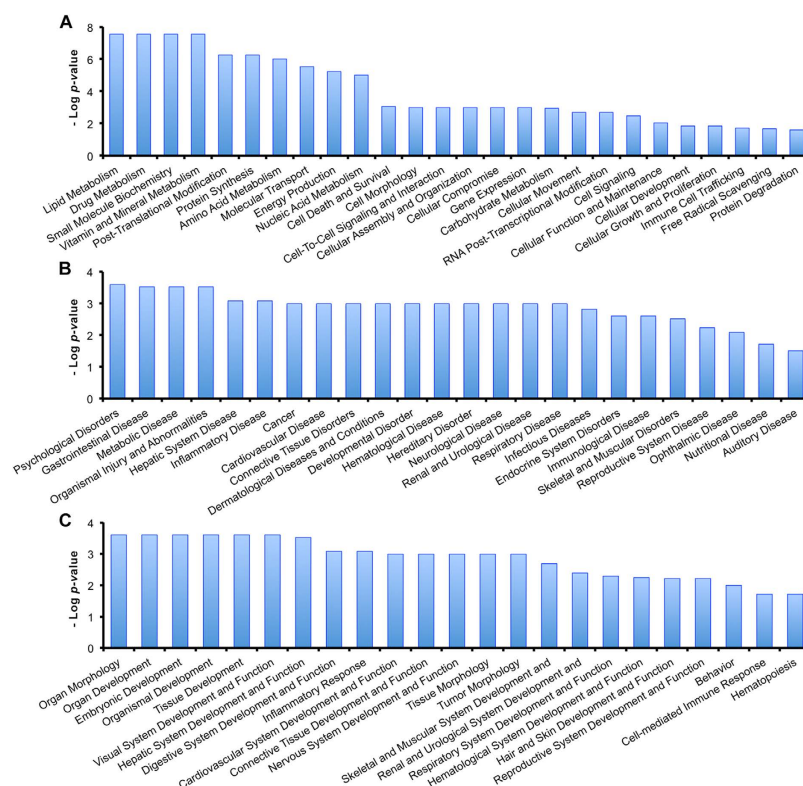 A
8
6
4
2
0
- Log p-value
Lipid Metabolism
Drug Metabolism
Small Molecule Biochemistry
Vitamin and Mineral Metabolism
Post-Translational Modification
Protein Synthesis
Amino Acid Metabolism
Molecular Transport
Energy Production
Nucleic Acid Metabolism
Cell Death and Survival
Cell Morphology
Cell-To-Cell Signaling and Interaction
Cellular Assembly and Organization
Cellular Compromise
Gene Expression
Carbohydrate Metabolism
Cellular Movement
RNA Post-Transcriptional Modification
Cell Signaling
Cellular Function and Maintenance
Cellular Development
Cellular Growth and Proliferation
Immune Cell Trafficking
Free Radical Scavenging
Protein Degradation
B
4
3
2
1
0
- Log p-value
Psychological Disorders
Gastrointestinal Disease
Metabolic Disease
Organismal Injury and Abnormalities
Hepatic System Disease
Inflammatory Disease
Cancer
Cardiovascular Disease
Connective Tissue Disorders
Dermatological Diseases and Conditions
Developmental Disorder
Hematological Disease
Hereditary Disorder
Neurological Disease
Renal and Urological Disease
Respiratory Disease
Infectious Diseases
Endocrine System Disorders
Immunological Disease
Skeletal and Muscular Disorders
Reproductive System Disease
Ophthalmic Disease
Nutritional Disease
Auditory Disease
C
4
3
2
1
0
- Log p-value
Organ Morphology
Organ Development
Embryonic Development
Organismal Development
Tissue Development
Visual System Development and Function
Hepatic System Development and Function
Digestive System Development and Function
Inflammatory Response
Cardiovascular System Development and Function
Connective Tissue Development and Function
Nervous System Development and Function
Tissue Morphology
Tumor Morphology
Skeletal and Muscular System Development and
Renal and Urological System Development and
Respiratory System Development and Function
Hematological System Development and Function
Hair and Skin Development and Function
Reproductive System Development and Function
Behavior
Cell-mediated Immune Response
Hematopoiesis